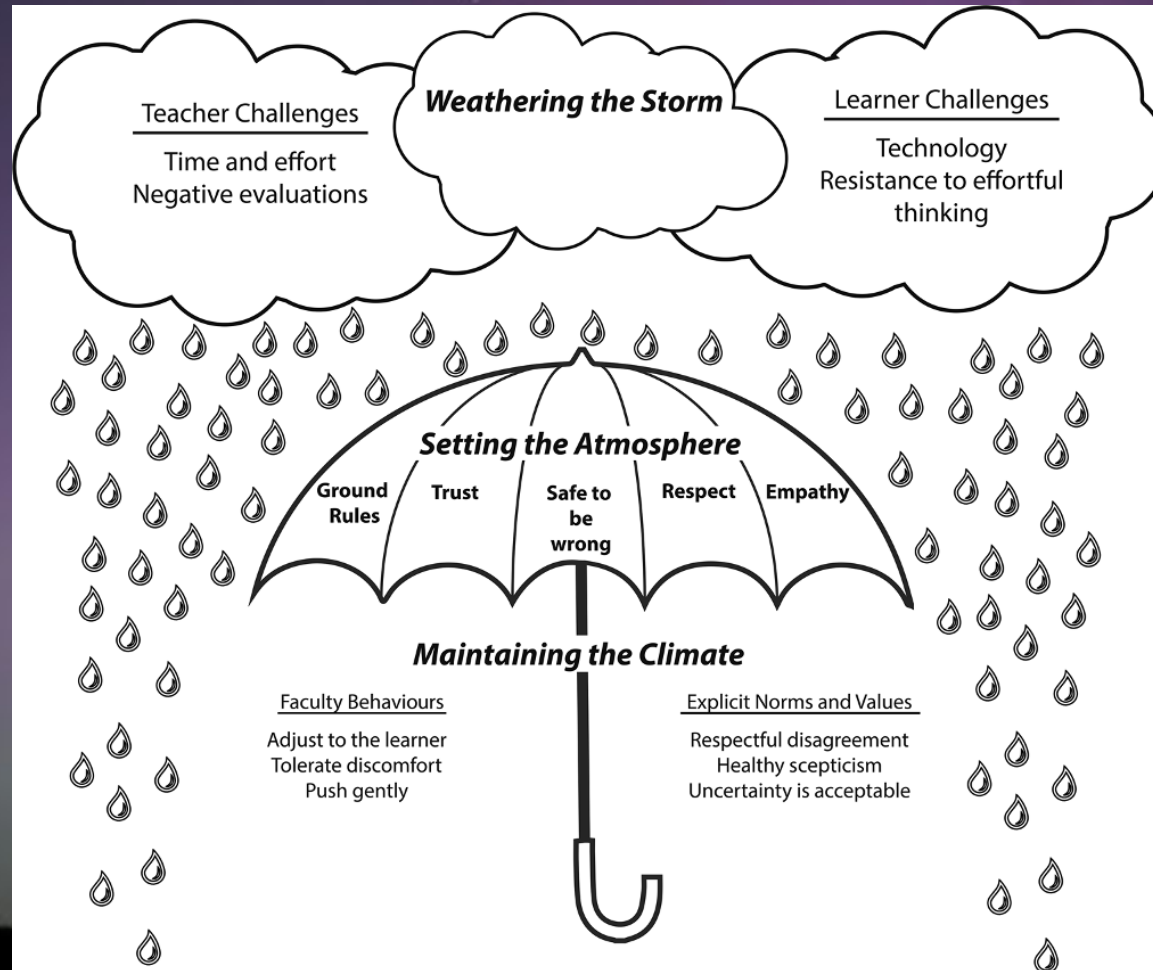 Weathering the Storm
Teacher Challenges
Time and effort
Negative evaluations
Learner Challenges
Technology
Resistance to effortful
thinking
Setting the Atmosphere
Ground
Rules
Trust
Safe to
be
wrong
Respect
Empathy
Maintaining the Climate
Faculty Behaviours
Adjust to the learner
Tolerate discomfort
Push gently
Explicit Norms and Values
Respectful disagreement
Healthy scepticism
Uncertainty is acceptable